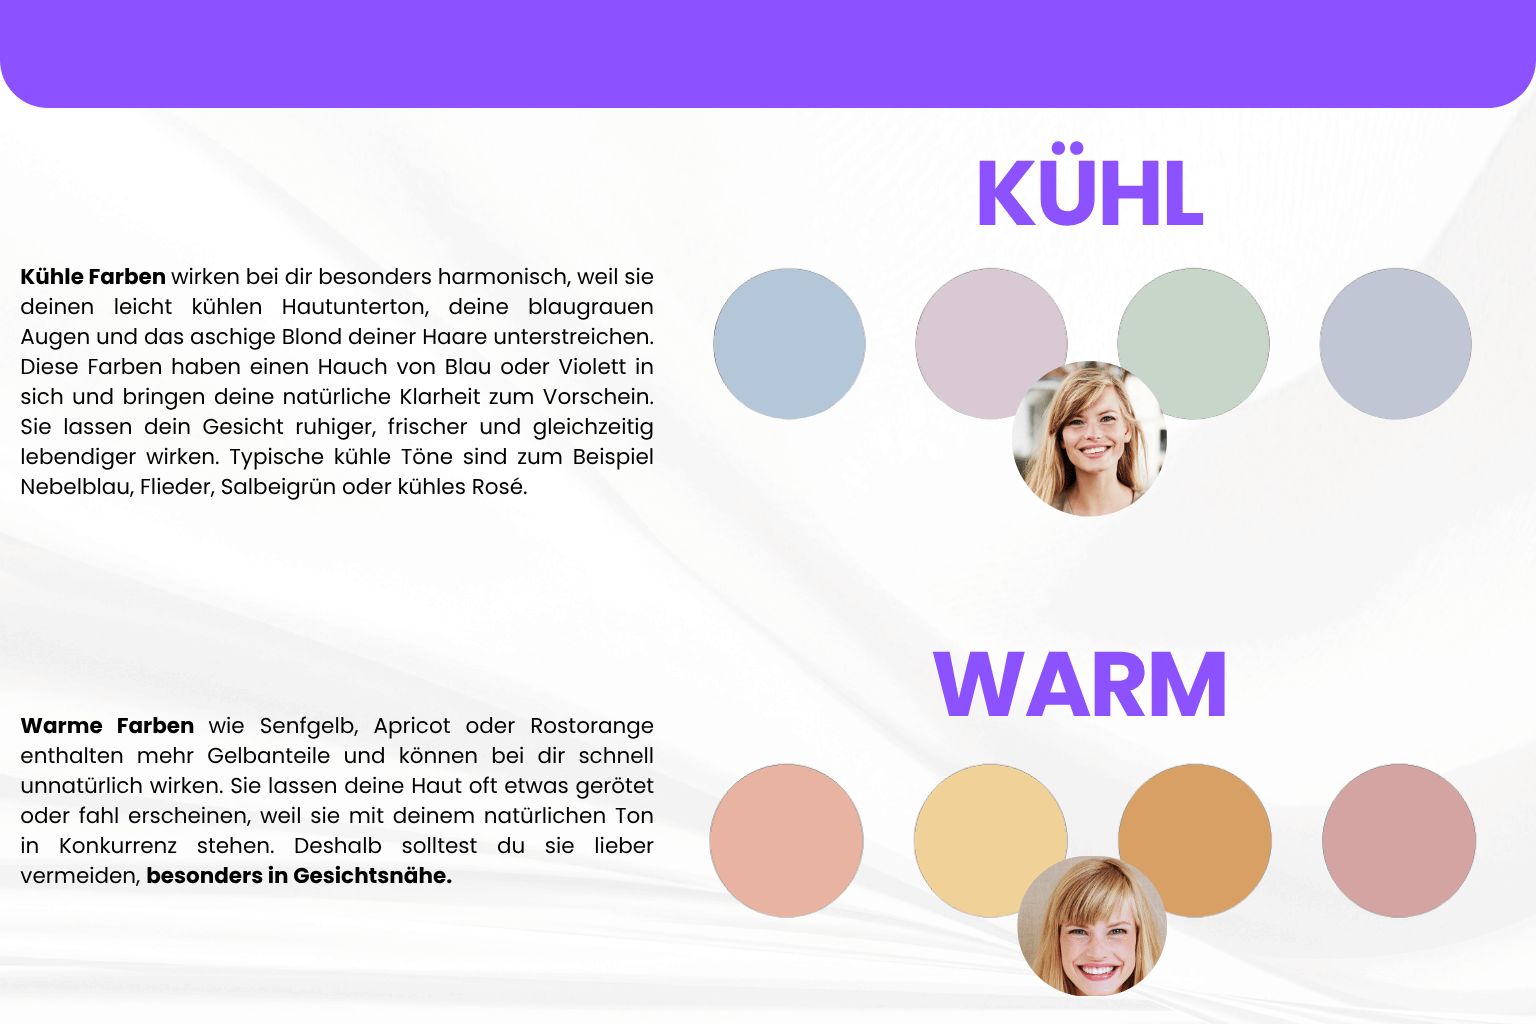 KÜHL
Kühle Farben wirken bei dir besonders harmonisch, weil sie
deinen leicht kühlen Hautunterton, deine blaugrauen
Augen und das aschige Blond deiner Haare unterstreichen.
Diese Farben haben einen Hauch von Blau oder Violett in
sich und bringen deine natürliche Klarheit zum Vorschein.
Sie lassen dein Gesicht ruhiger, frischer und gleichzeitig
lebendiger wirken. Typische kühle Töne sind zum Beispiel
Nebelblau, Flieder, Salbeigrün oder kühles Rosé.
WARM
Warme Farben wie Senfgelb, Apricot oder Rostorange
enthalten mehr Gelbanteile und können bei dir schnell
unnatürlich wirken. Sie lassen deine Haut oft etwas gerötet
oder fahl erscheinen, weil sie mit deinem natürlichen Ton
in Konkurrenz stehen. Deshalb solltest du sie lieber
vermeiden, besonders in Gesichtsnähe.